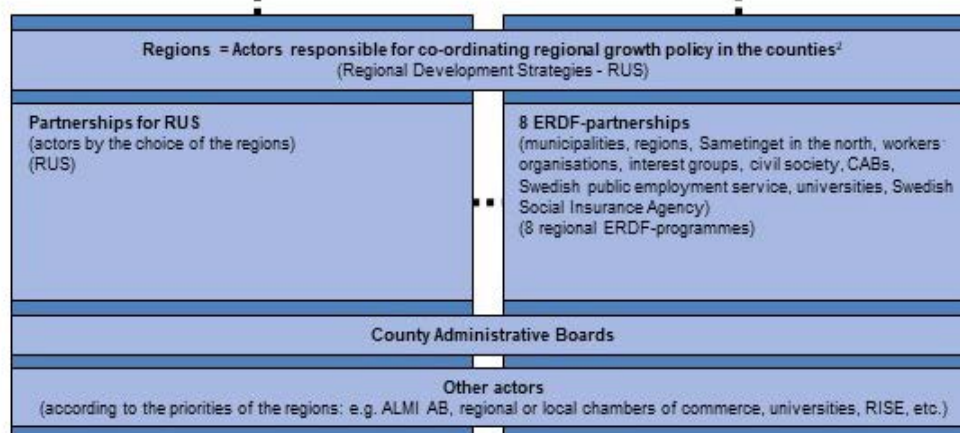 Regions = Actors responsible for co-ordinating regional growth policy in the counties²
(Regional Development Strategies - RUS)
Partnerships for RUS
(actors by the choice of the regions)
(RUS)
8 ERDF-partnerships
(municipalities, regions, Sametinget in the north, workers
organisations, interest groups, civil society, CABs,
Swedish public employment service, universities, Swedish
Social Insurance Agency)
(8 regional ERDF-programmes)
County Administrative Boards
Other actors
(according to the priorities of the regions: e.g. ALMI AB, regional or local chambers of commerce, universities, RISE, etc.)